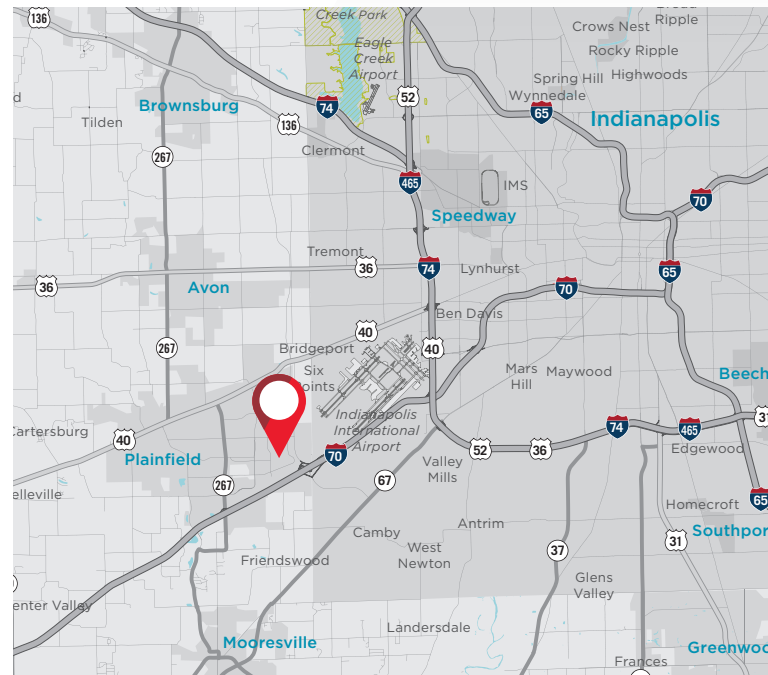 136
Creek Park
Ripple
Crows Nest
Eagle
Creek
Airport
Rocky Ripple
Spring Hill
Highwoods
Wynnedale
52
Brownsburg
74
65
Indianapolis
Tilden
136
267
Clermont
465
IMS
70
Speedway
Tremont
36
74
Lynhurst
65
36
Avon
70
Ben Davis
40
267
Bridgeport
40
Six
Points
Mars
Hill
Maywood
Beech
Indianapolis
International
Airport
31
Cartersburg
40
74
465
Plainfield
70
52
36
Edgewood
Valley
Mills
67
267
elleville
65
Homecroft
Antrim
Camby
Southpor
31
West
Newton
37
Friendswood
Glens
Valley
enter Valley
Landersdale
Mooresville
Greenwoo
Frances